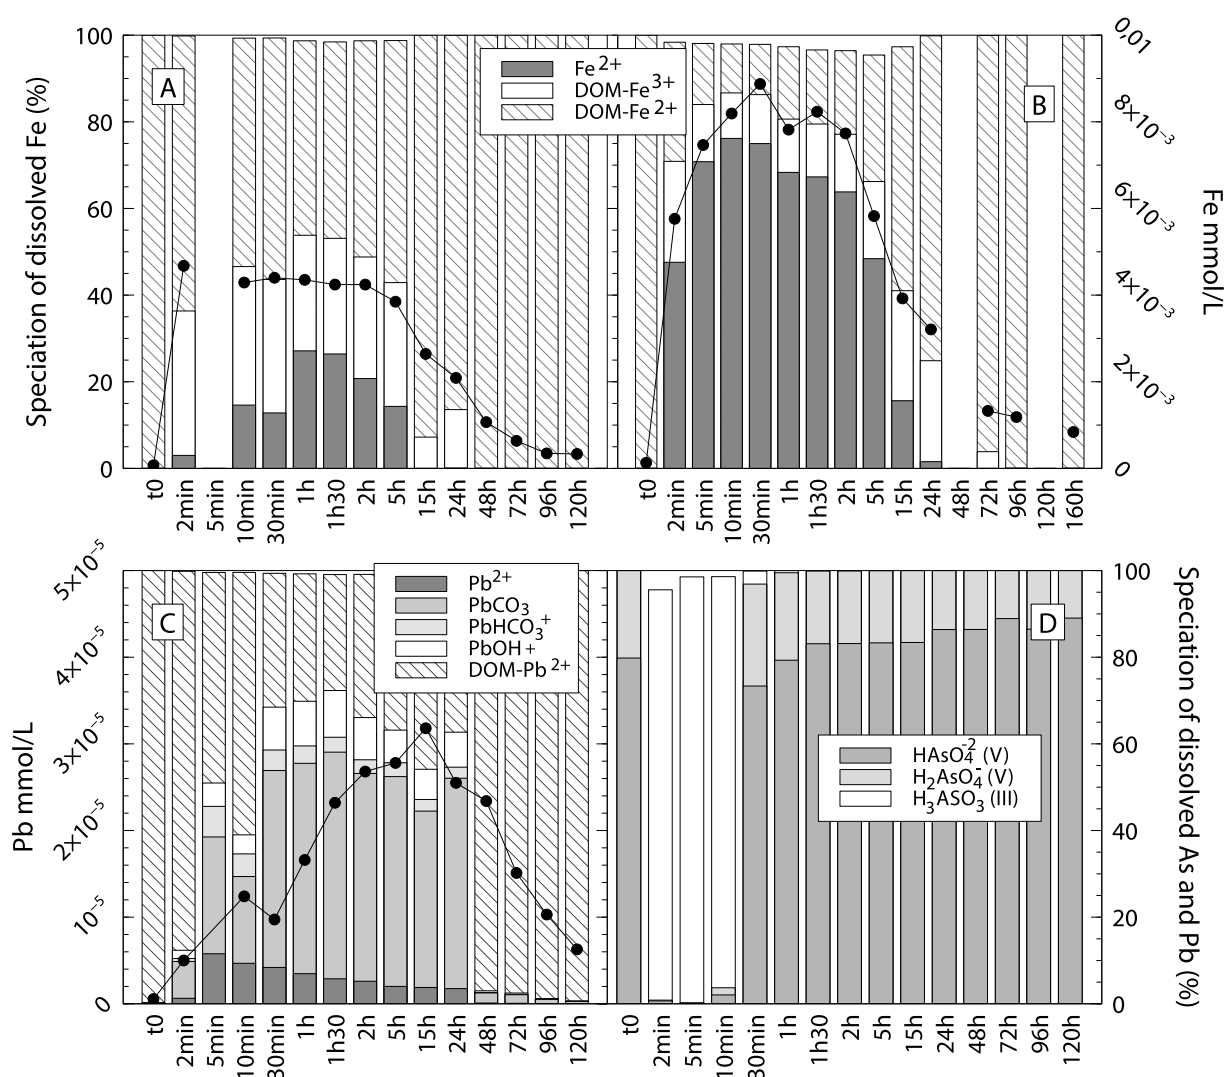 100
80
60
40
20
0
Speciation of dissolved Fe (%)
A
Fe2+
DOM-Fe3+
DOM-Fe2+
B
0,01
8×10-3
6×10-3
4×10-3
2×10-3
0
Fe mmol/L
t0 2min 5min 10min 30min 1h 1h30 2h 5h 15h 24h 48h 72h 96h 120h
t0 2min 5min 10min 30min 1h 1h30 2h 5h 15h 24h 48h 72h 96h 120h 160h
5×10-5
4×10-5
3×10-5
2×10-5
10-5
0
Pb mmol/L
C
Pb2+
PbCO3
PbHCO3+
PbOH+
DOM-Pb2+
D
HAsO4-2 (V)
H2AsO4- (V)
H3ASO3 (III)
100
80
60
40
20
0
Speciation of dissolved As and Pb (%)
t0 2min 5min 10min 30min 1h 1h30 2h 5h 15h 24h 48h 72h 96h 120h
t0 2min 5min 10min 30min 1h 1h30 2h 5h 15h 24h 48h 72h 96h 120h